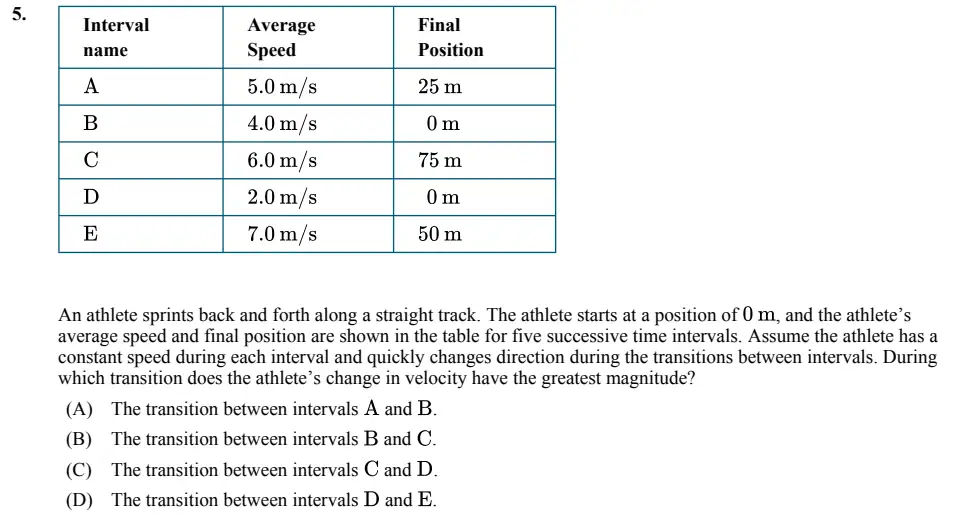 5.
Interval name Average Speed Final Position
A 5.0 m/s 25 m
B 4.0 m/s 0 m
C 6.0 m/s 75 m
D 2.0 m/s 0 m
E 7.0 m/s 50 m
An athlete sprints back and forth along a straight track. The athlete starts at a position of 0 m, and the athlete's
average speed and final position are shown in the table for five successive time intervals. Assume the athlete has a
constant speed during each interval and quickly changes direction during the transitions between intervals. During
which transition does the athlete's change in velocity have the greatest magnitude?
(A) The transition between intervals A and B.
(B) The transition between intervals B and C.
(C) The transition between intervals C and D.
(D) The transition between intervals D and E.